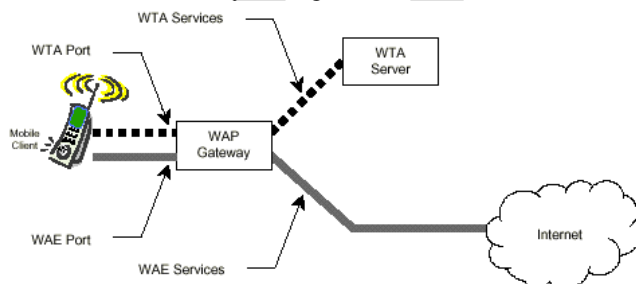 WTA Services
WTA Port
WTA
Server
Mobile
Client
WAP
Gateway
WAE Port
WAE Services
Internet